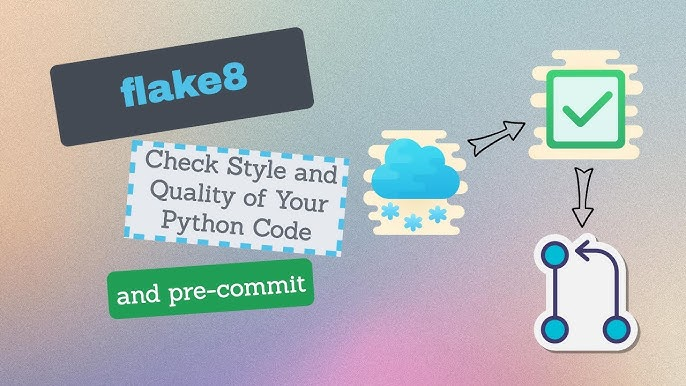 flake8
Check Style and
Quality of Your
Python Code
and pre-commit